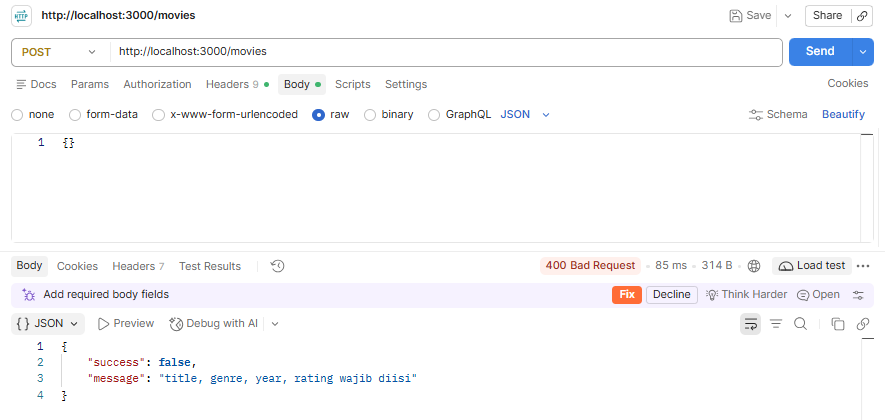 HTTP http://localhost:3000/movies Save Share
POST http://localhost:3000/movies Send
Docs Params Authorization Headers 9 Body Scripts Settings Cookies
none form-data x-www-form-urlencoded raw binary GraphQL JSON Schema Beautify
1 {}
Body Cookies Headers 7 Test Results 400 Bad Request 85 ms 314 B Load test
Add required body fields Fix Decline Think Harder Open
{} JSON Preview Debug with AI
1 {
2 "success": false,
3 "message": "title, genre, year, rating wajib diisi"
4 }